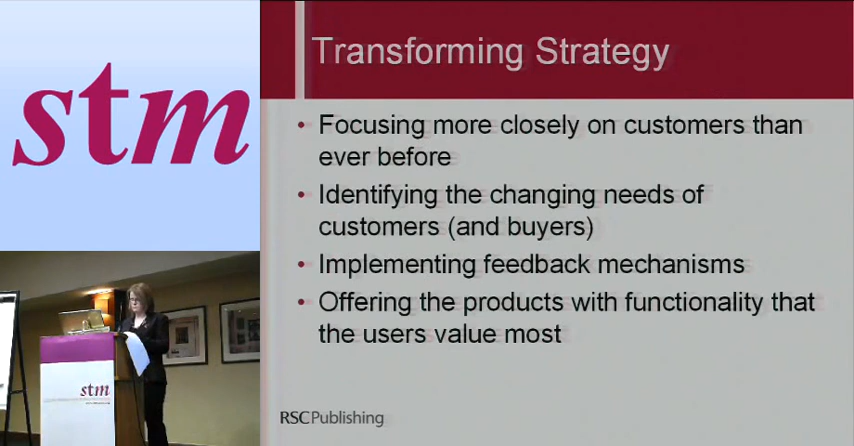 stm
Transforming Strategy
• Focusing more closely on customers than
ever before
• Identifying the changing needs of
customers (and buyers)
• Implementing feedback mechanisms
• Offering the products with functionality that
the users value most
RSCPublishing
stm